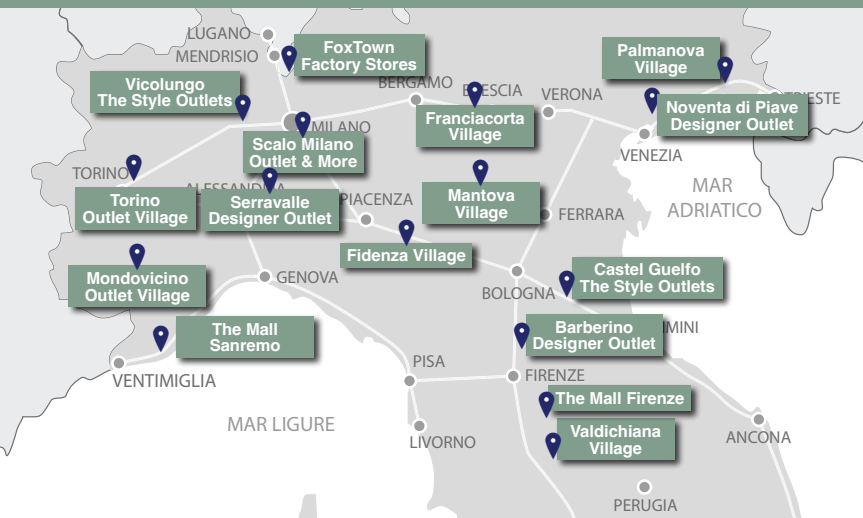 LUGANO
MENDRISIO
FoxTown
Factory Stores
Palmanova
Village
Vicolungo
The Style Outlets
BERGAMO
BRESCIA
VERONA
TRIESTE
Noventa di Piave
Designer Outlet
Franciacorta
Village
MILANO
Scalo Milano
Outlet & More
VENEZIA
TORINO
MAR
ADRIATICO
ALESSANDRIA
Torino
Outlet Village
Serravalle
Designer Outlet
PIACENZA
Mantova
Village
FERRARA
Fidenza Village
Mondovicino
Outlet Village
GENOVA
BOLOGNA
Castel Guelfo
The Style Outlets
The Mall
Sanremo
Barberino
Designer Outlet
IMINI
PISA
VENTIMIGLIA
FIRENZE
The Mall Firenze
MAR LIGURE
LIVORNO
Valdichiana
Village
ANCONA
PERUGIA